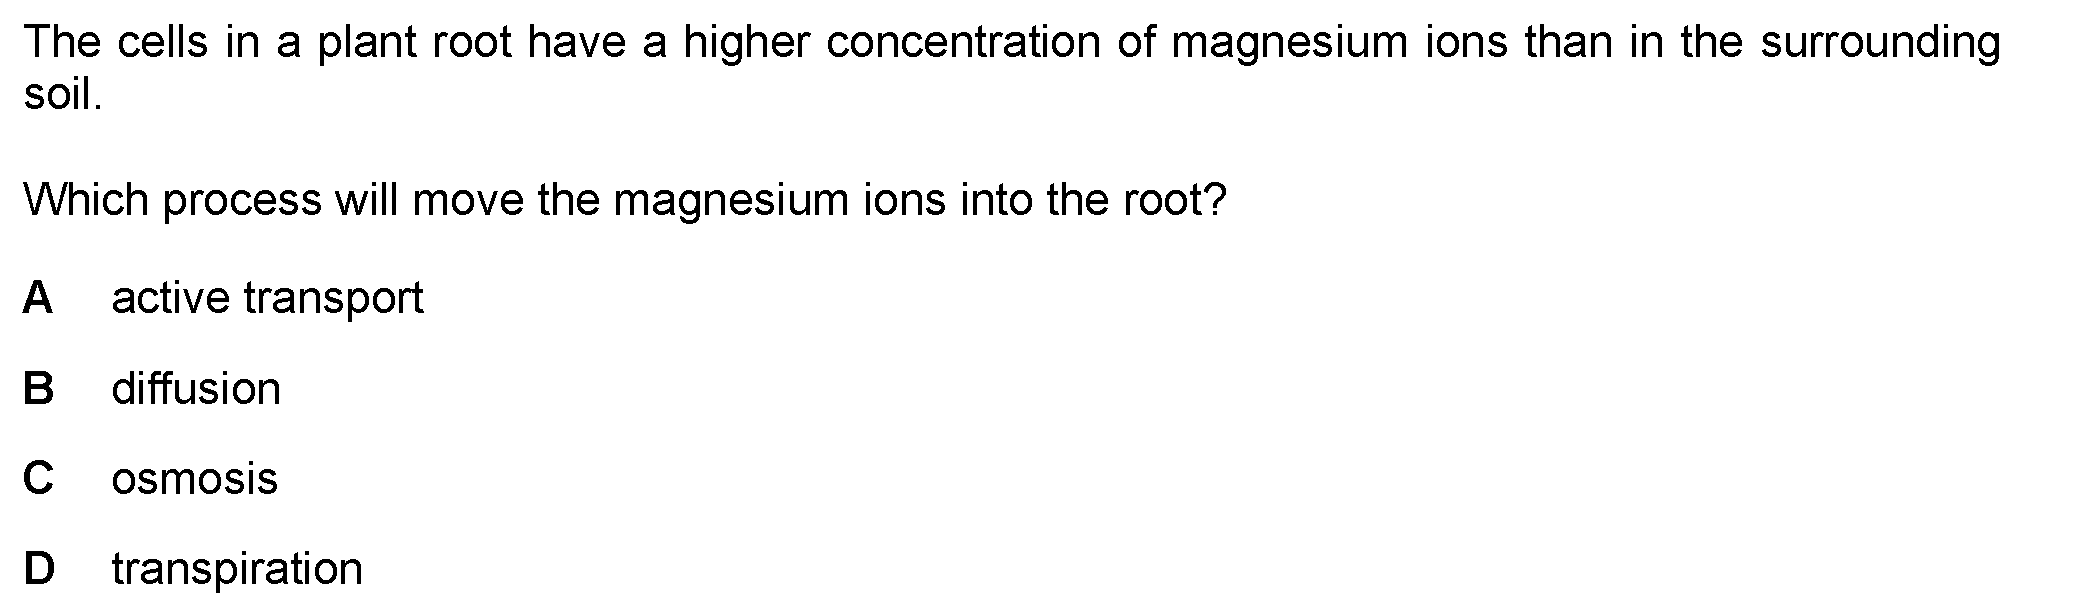 The cells in a plant root have a higher concentration of magnesium ions than in the surrounding
soil.
Which process will move the magnesium ions into the root?
A active transport
B diffusion
C osmosis
D transpiration